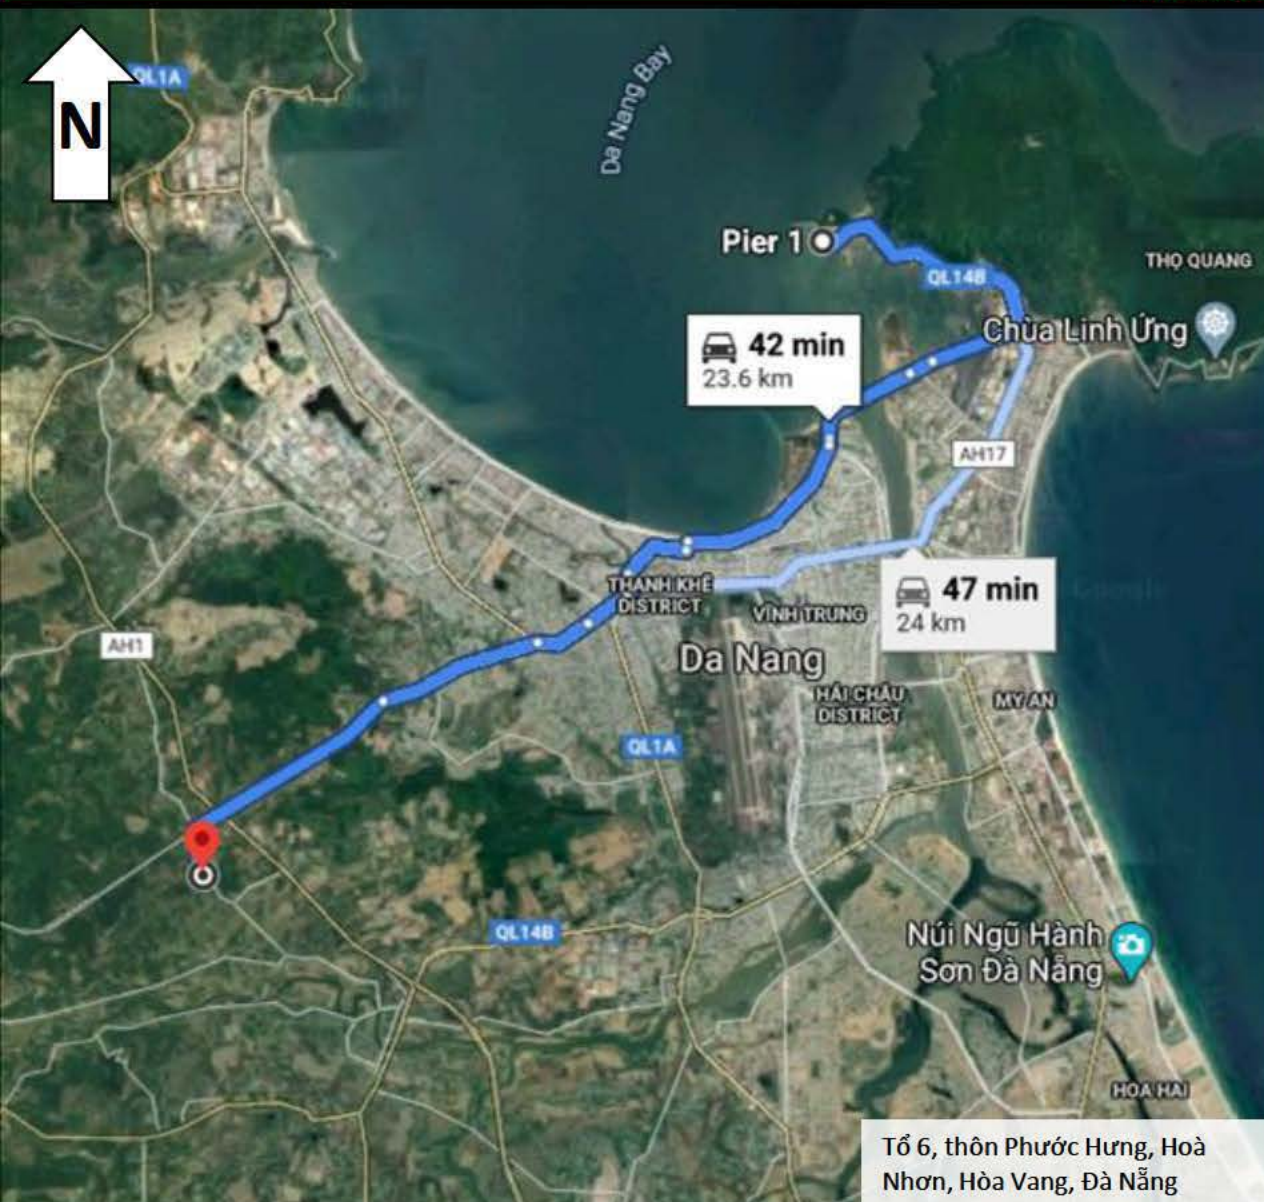 QL1A
N
Da Nang Bay
Pier 1
THỌ QUANG
QL14B
Chùa Linh Ứng
42 min
23.6 km
AH17
THANH KHÊ
DISTRICT
VĨNH TRUNG
47 min
24 km
AH1
Da Nang
HẢI CHÂU
DISTRICT
MY AN
QL1A
QL14B
Núi Ngũ Hành
Sơn Đà Nẵng
HOA HAI
Tổ 6, thôn Phước Hưng, Hoà
Nhơn, Hòa Vang, Đà Nẵng